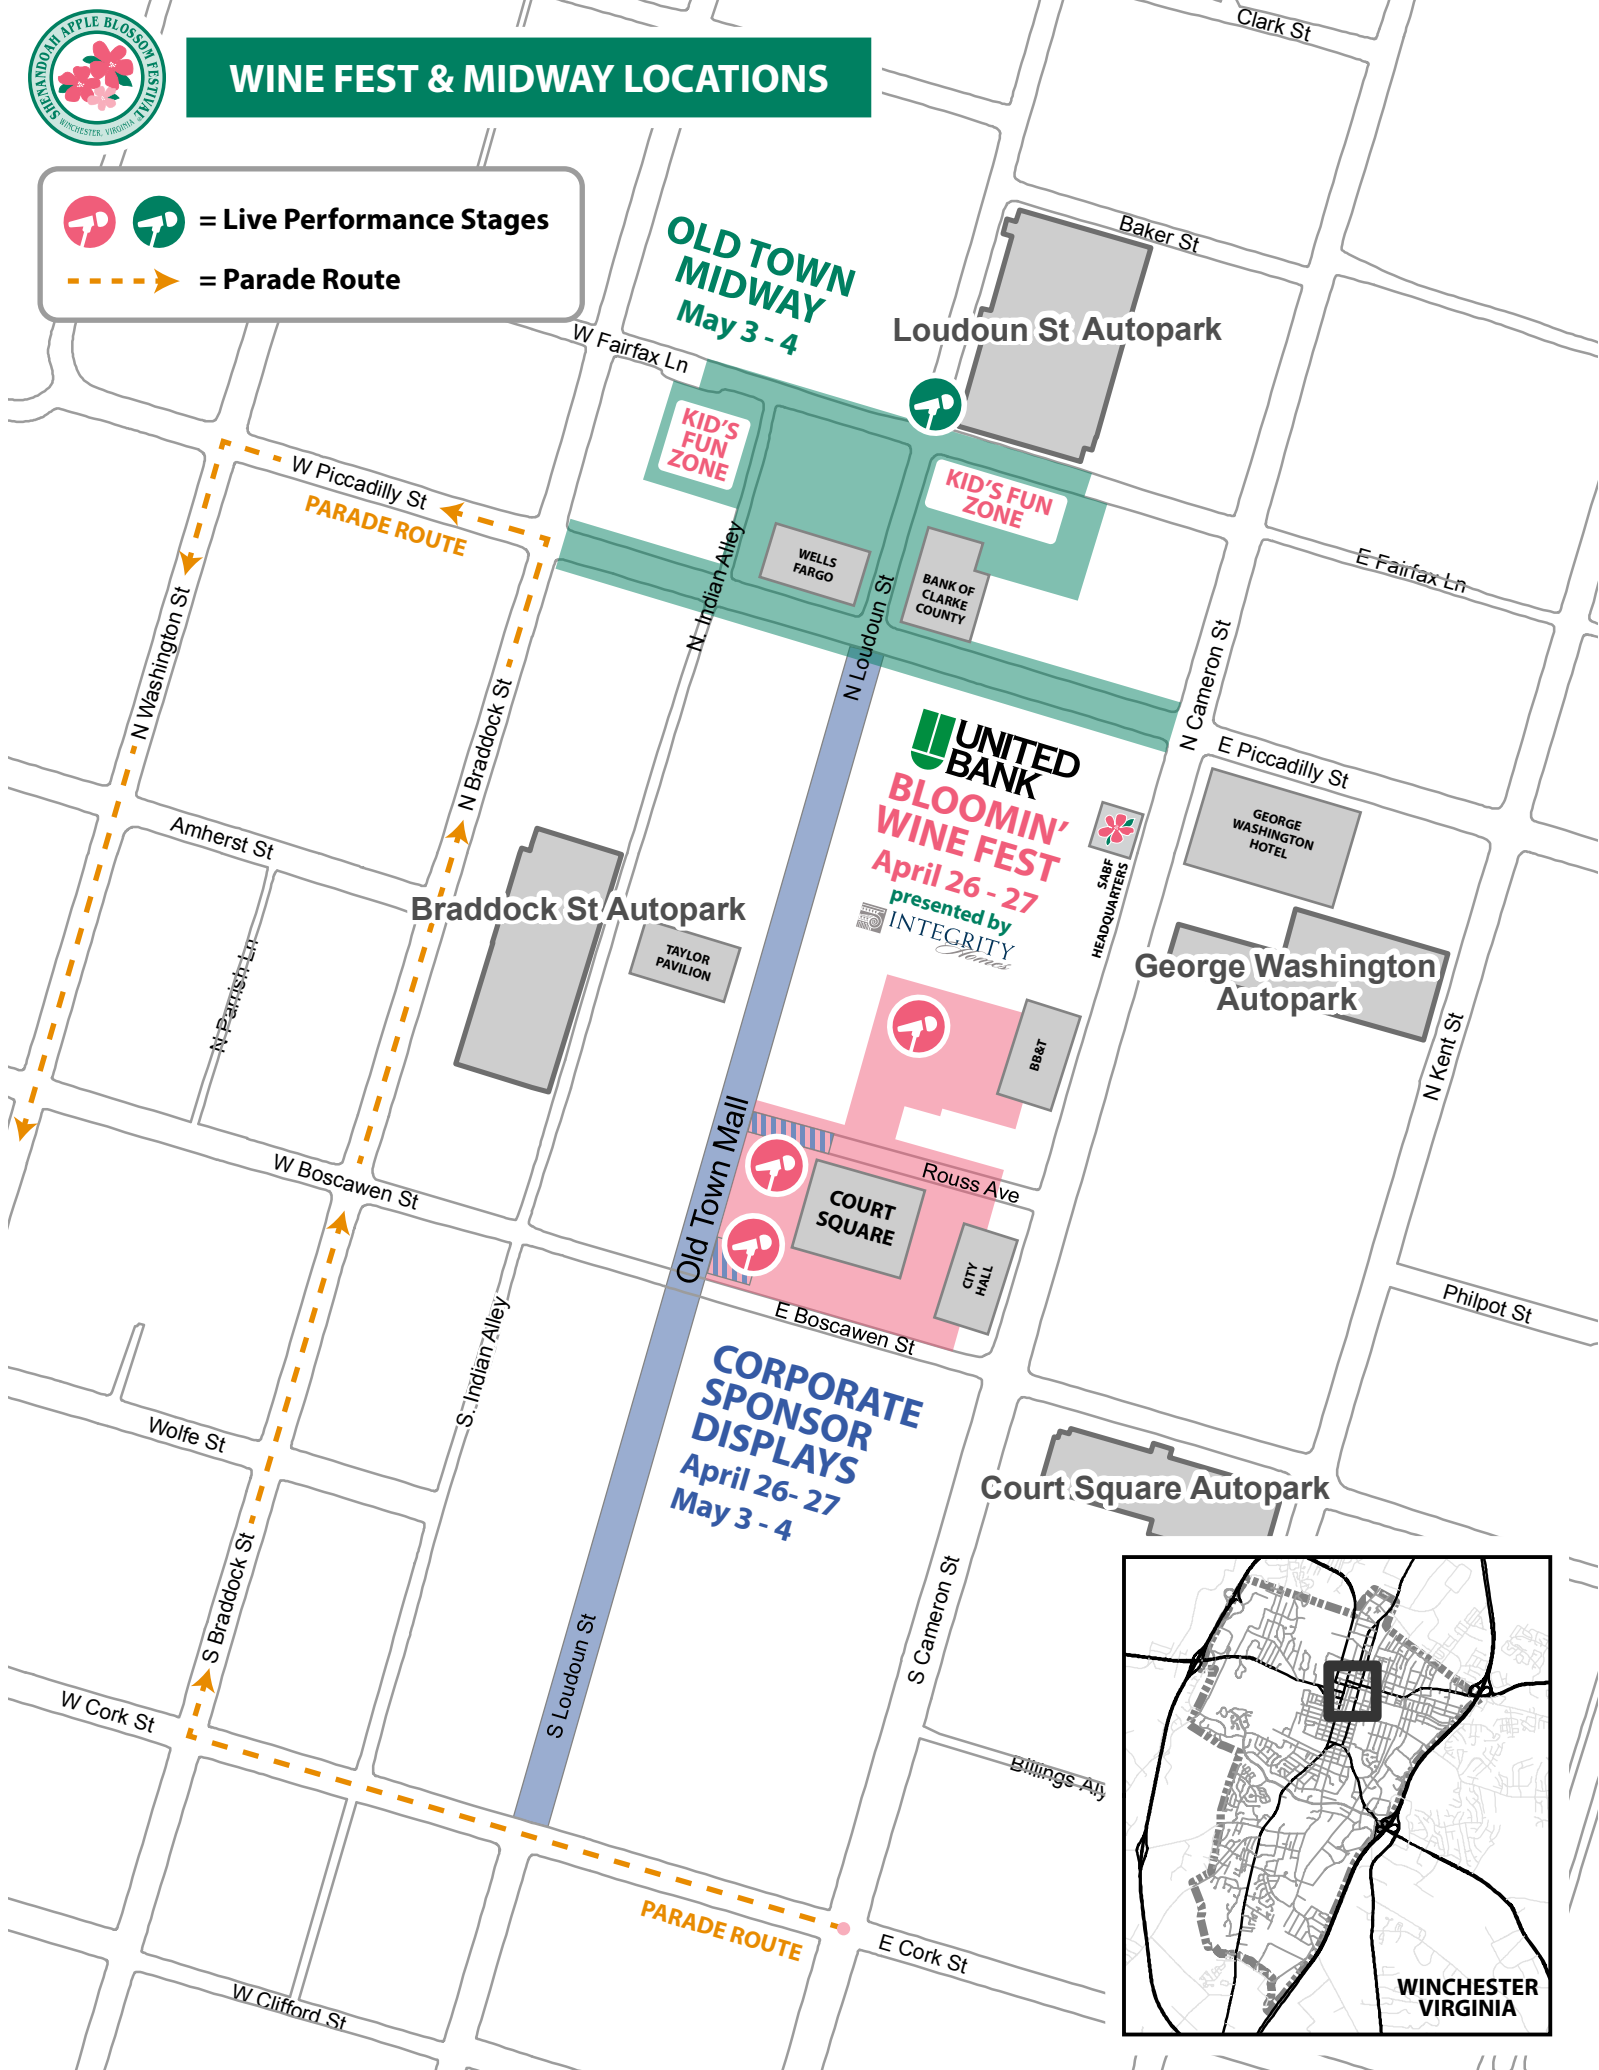 SHENANDOAH APPLE BLOSSOM FESTIVAL
WINCHESTER, VIRGINIA
WINE FEST & MIDWAY LOCATIONS
= Live Performance Stages
= Parade Route
Clark St
Baker St
OLD TOWN
MIDWAY
May 3 - 4
Loudoun St Autopark
W Fairfax Ln
KID'S
FUN
ZONE
KID'S FUN
ZONE
W Piccadilly St
PARADE ROUTE
WELLS
FARGO
BANK OF
CLARKE
COUNTY
E Fairfax Ln
N. Indian Alley
N Loudoun St
N Washington St
N Braddock St
N Cameron St
E Piccadilly St
UNITED
BANK
BLOOMIN'
WINE FEST
April 26 - 27
presented by
INTEGRITY
Homes
SABF
HEADQUARTERS
GEORGE
WASHINGTON
HOTEL
Amherst St
Braddock St Autopark
TAYLOR
PAVILION
George Washington
Autopark
N Parrish Ln
BB&T
N Kent St
Old Town Mall
W Boscawen St
Rouss Ave
COURT
SQUARE
CITY
HALL
E Boscawen St
Philpot St
S. Indian Alley
CORPORATE
SPONSOR
DISPLAYS
April 26- 27
May 3 - 4
Wolfe St
Court Square Autopark
S Braddock St
S Loudoun St
S Cameron St
W Cork St
Billings Aly
PARADE ROUTE
E Cork St
W Clifford St
WINCHESTER
VIRGINIA